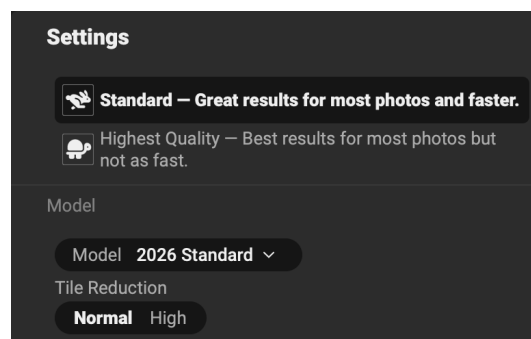 Settings
Standard — Great results for most photos and faster.
Highest Quality — Best results for most photos but
not as fast.
Model
Model 2026 Standard
Tile Reduction
Normal High